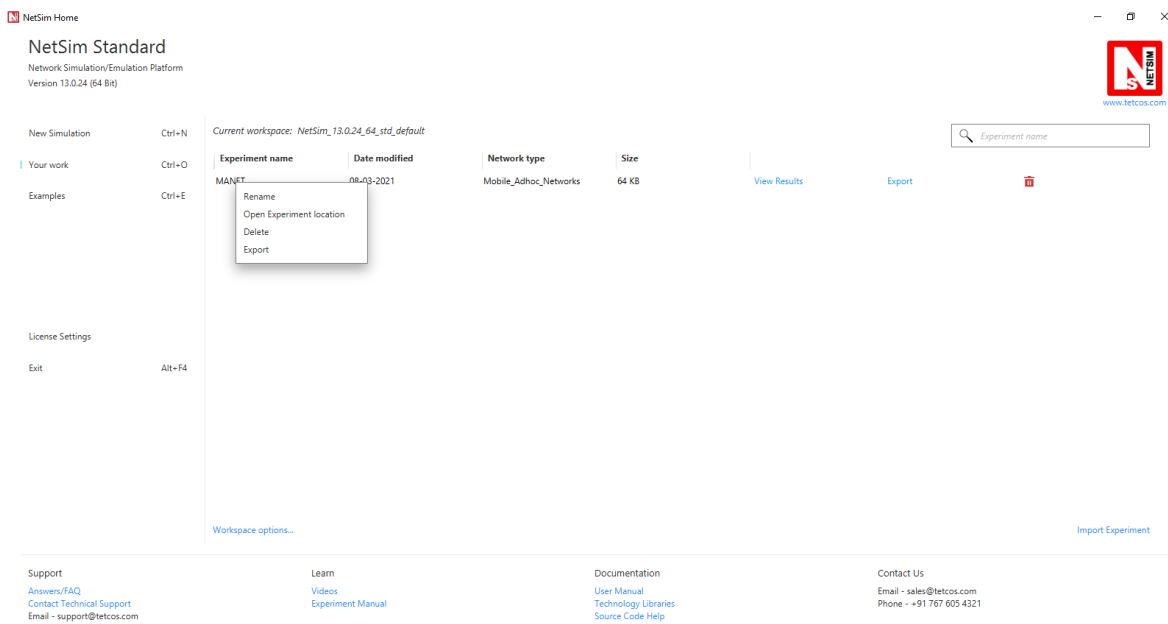 NetSim Home
NetSim Standard
Network Simulation/Emulation Platform
Version 13.0.24 (64 Bit)
NETSIM
N
S
www.tetcos.com
New Simulation Ctrl+N
Your work Ctrl+O
Examples Ctrl+E
License Settings
Exit Alt+F4
Current workspace: NetSim_13.0.24_64_std_default
Experiment name
Experiment name Date modified Network type Size
MANET 08-03-2021 Mobile_Adhoc_Networks 64 KB View Results Export
Rename
Open Experiment location
Delete
Export
Workspace options... Import Experiment
Support
Answers/FAQ
Contact Technical Support
Email - support@tetcos.com
Learn
Videos
Experiment Manual
Documentation
User Manual
Technology Libraries
Source Code Help
Contact Us
Email - sales@tetcos.com
Phone - +91 767 605 4321